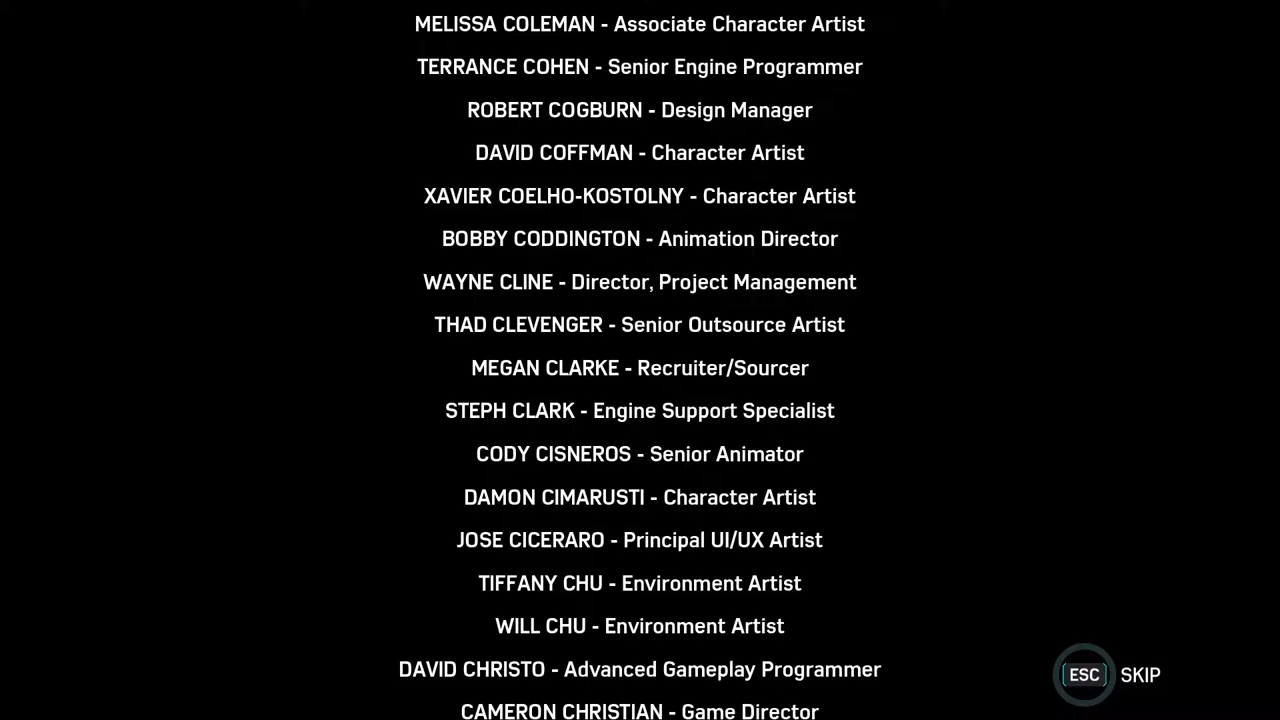 MELISSA COLEMAN - Associate Character Artist
TERRANCE COHEN - Senior Engine Programmer
ROBERT COGBURN - Design Manager
DAVID COFFMAN - Character Artist
XAVIER COELHO-KOSTOLNY - Character Artist
BOBBY CODDINGTON - Animation Director
WAYNE CLINE - Director, Project Management
THAD CLEVENGER - Senior Outsource Artist
MEGAN CLARKE - Recruiter/Sourcer
STEPH CLARK - Engine Support Specialist
CODY CISNEROS - Senior Animator
DAMON CIMARUSTI - Character Artist
JOSE CICERARO - Principal UI/UX Artist
TIFFANY CHU - Environment Artist
WILL CHU - Environment Artist
DAVID CHRISTO - Advanced Gameplay Programmer
ESC SKIP
CAMERON CHRISTIAN - Game Director